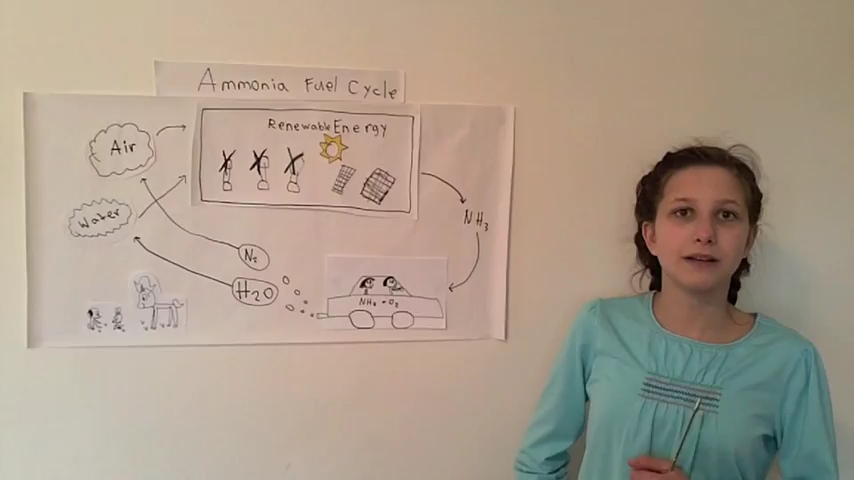 Ammonia Fuel Cycle
Renewable Energy
Air
Water
NH3
N2
H2O
NH3 + O2